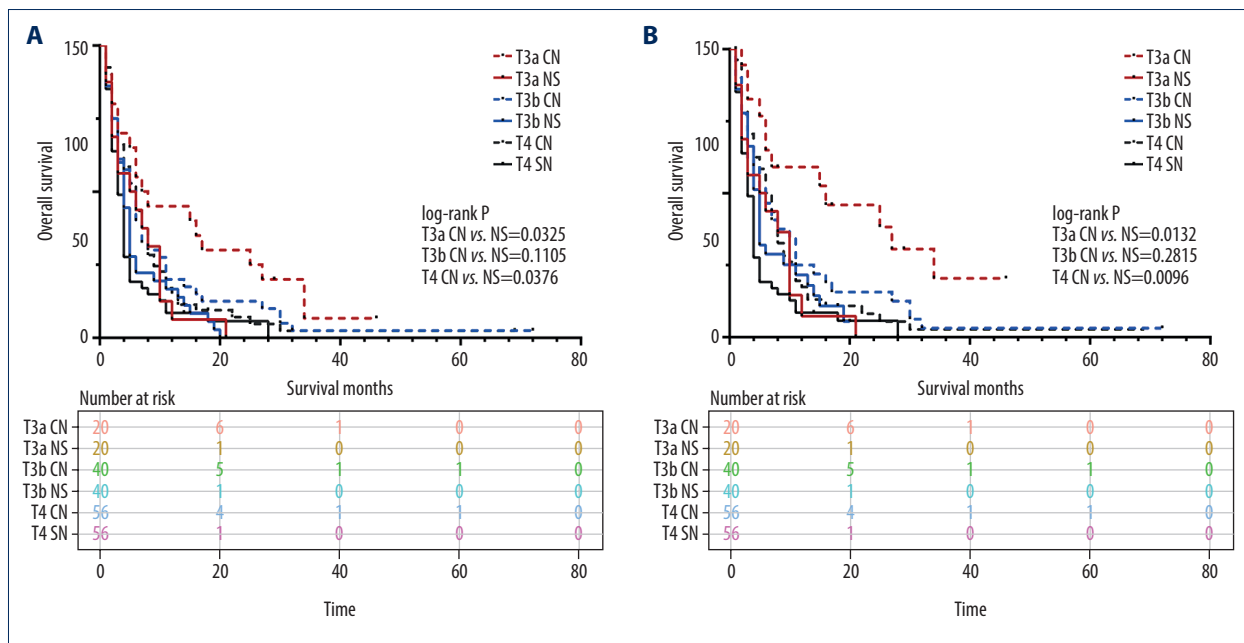 A
150
100
50
0
Overall survival
T3a CN
T3a NS
T3b CN
T3b NS
T4 CN
T4 SN
log-rank P
T3a CN vs. NS=0.0325
T3b CN vs. NS=0.1105
T4 CN vs. NS=0.0376
0 20 40 60 80
Survival months
Number at risk
T3a CN 20 6 1 0 0
T3a NS 20 1 0 0 0
T3b CN 40 5 1 1 0
T3b NS 40 1 0 0 0
T4 CN 56 4 1 1 0
T4 SN 56 1 0 0 0
0 20 40 60 80
Time
B
150
100
50
0
Overall survival
T3a CN
T3a NS
T3b CN
T3b NS
T4 CN
T4 SN
log-rank P
T3a CN vs. NS=0.0132
T3b CN vs. NS=0.2815
T4 CN vs. NS=0.0096
0 20 40 60 80
Survival months
Number at risk
T3a CN 20 6 1 0 0
T3a NS 20 1 0 0 0
T3b CN 40 5 1 1 0
T3b NS 40 1 0 0 0
T4 CN 56 4 1 1 0
T4 SN 56 1 0 0 0
0 20 40 60 80
Time